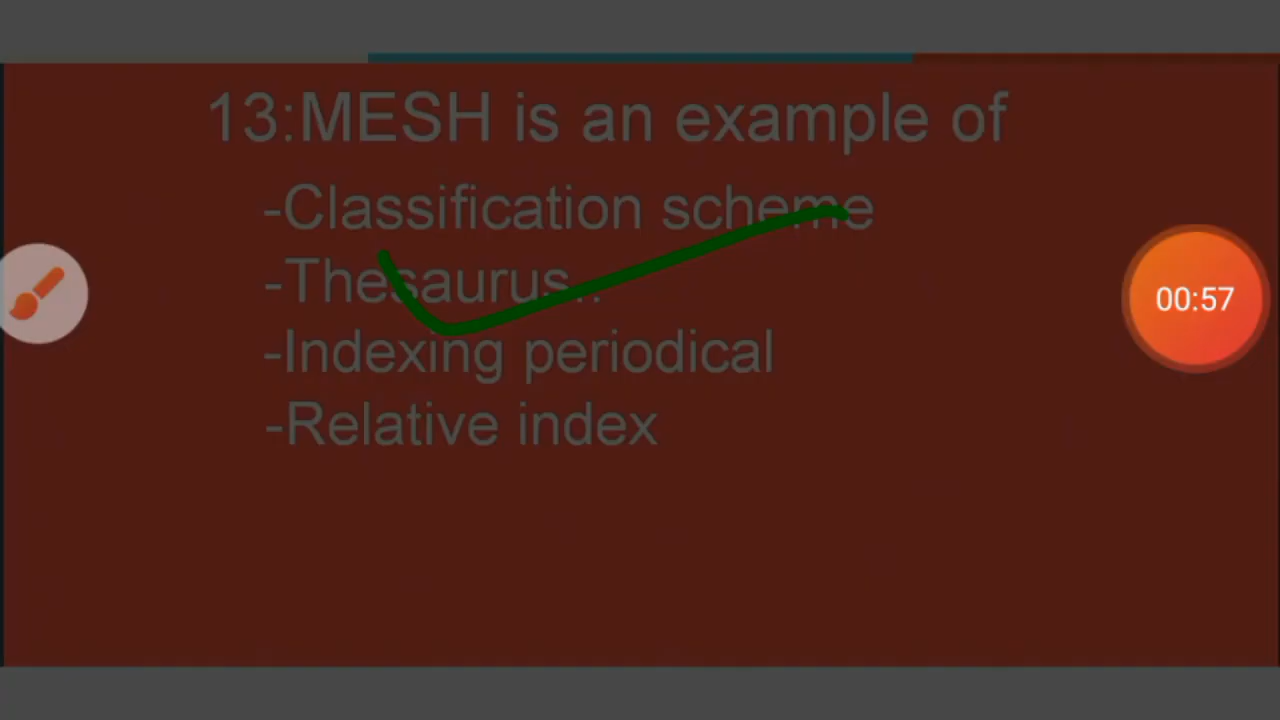 13:MESH is an example of
-Classification scheme
-Thesaurus..
-Indexing periodical
-Relative index
00:57